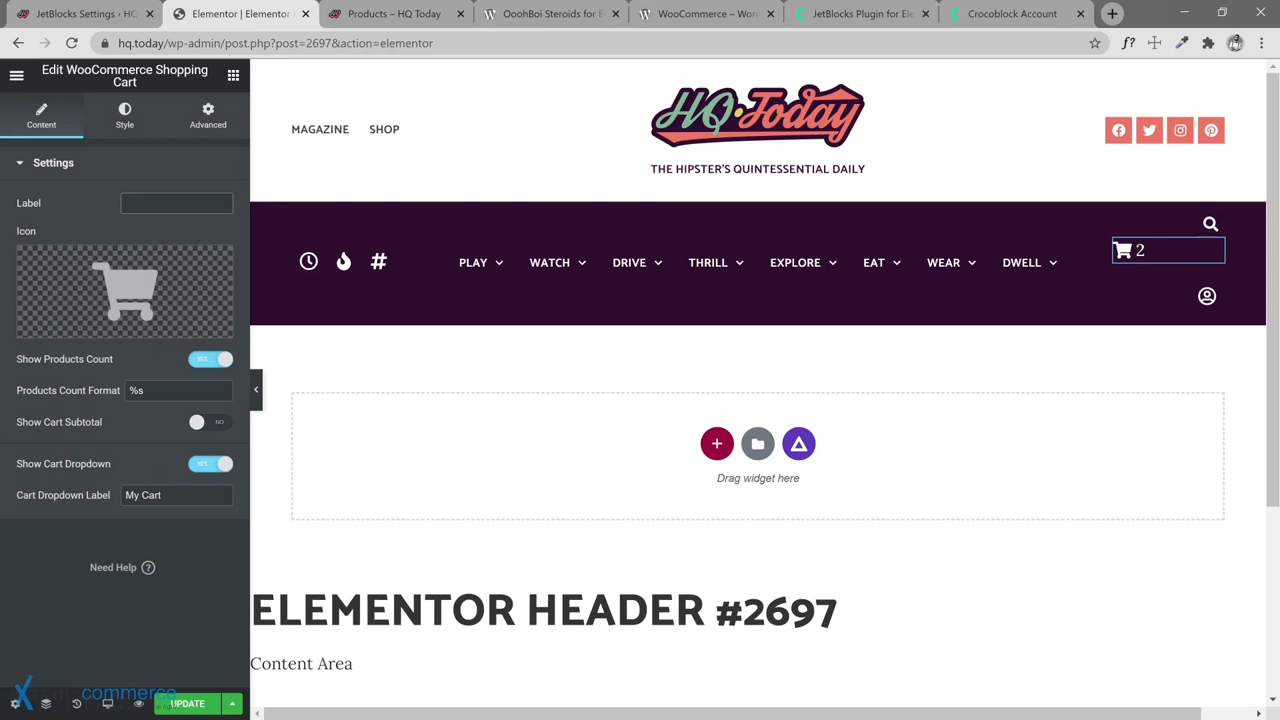 JetBlocks Settings ‹ HQ
Elementor | Elementor H
Products – HQ Today
OoohBoi Steroids for E
WooCommerce – Wor
JetBlocks Plugin for Ele
Crocoblock Account
hq.today/wp-admin/post.php?post=2697&action=elementor
Edit WooCommerce Shopping
Cart
Content
Style
Advanced
Settings
Label
Icon
Show Products Count
YES
Products Count Format
%s
Show Cart Subtotal
NO
Show Cart Dropdown
YES
Cart Dropdown Label
My Cart
Need Help
UPDATE
commerce
MAGAZINE
SHOP
HQ·Today
THE HIPSTER'S QUINTESSENTIAL DAILY
#
PLAY
WATCH
DRIVE
THRILL
EXPLORE
EAT
WEAR
DWELL
2
Drag widget here
ELEMENTOR HEADER #2697
Content Area